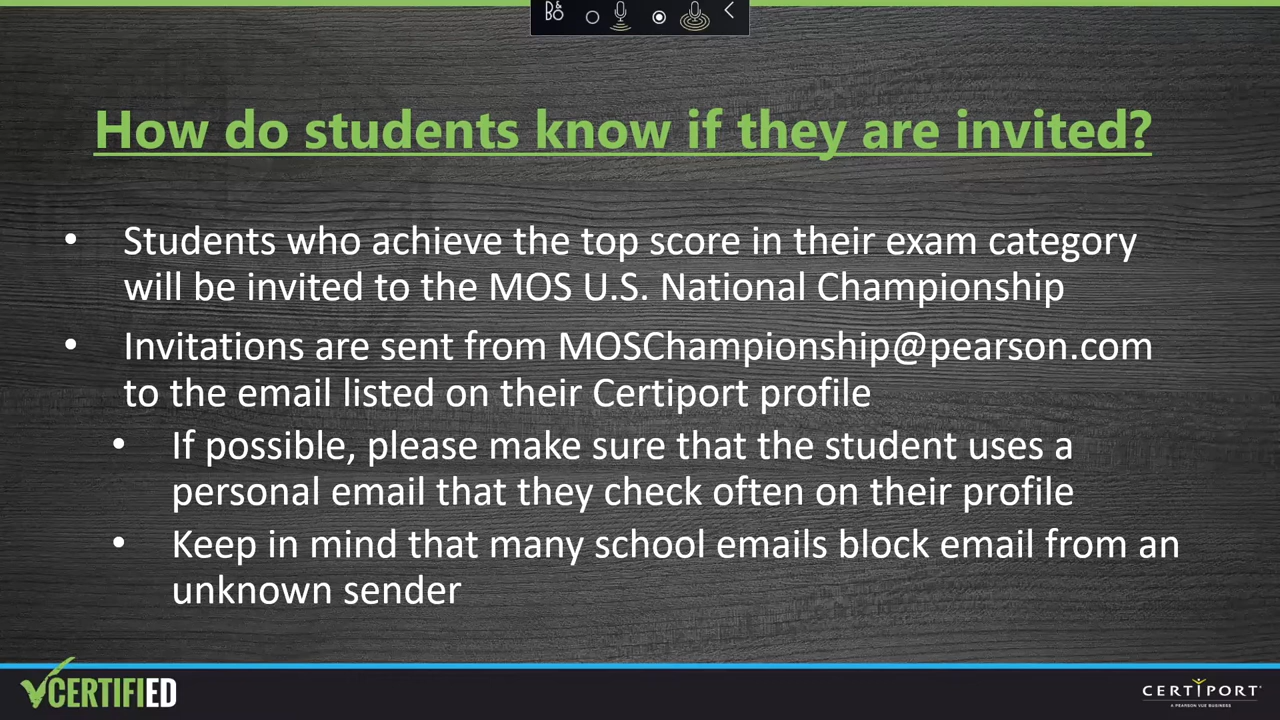 B&O
How do students know if they are invited?
• Students who achieve the top score in their exam category
will be invited to the MOS U.S. National Championship
• Invitations are sent from MOSChampionship@pearson.com
to the email listed on their Certiport profile
• If possible, please make sure that the student uses a
personal email that they check often on their profile
• Keep in mind that many school emails block email from an
unknown sender
CERTIFIED
CERTIPORT
A PEARSON VUE BUSINESS